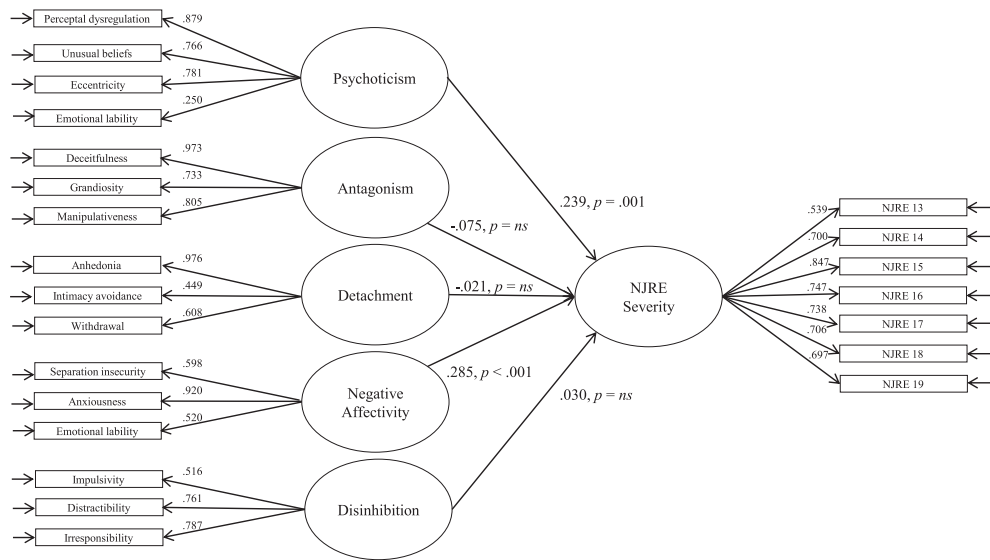 Perceptal dysregulation
.879
Unusual beliefs
.766
Eccentricity
.781
Emotional lability
.250
Psychoticism
Deceitfulness
.973
Grandiosity
.733
Manipulativeness
.805
Antagonism
Anhedonia
.976
Intimacy avoidance
.449
Withdrawal
.608
Detachment
Separation insecurity
.598
Anxiousness
.920
Emotional lability
.520
Negative
Affectivity
Impulsivity
.516
Distractibility
.761
Irresponsibility
.787
Disinhibition
.239, p = .001
-.075, p = ns
-.021, p = ns
.285, p < .001
.030, p = ns
NJRE
Severity
.539
NJRE 13
.700
NJRE 14
.847
NJRE 15
.747
NJRE 16
.738
NJRE 17
.706
NJRE 18
.697
NJRE 19